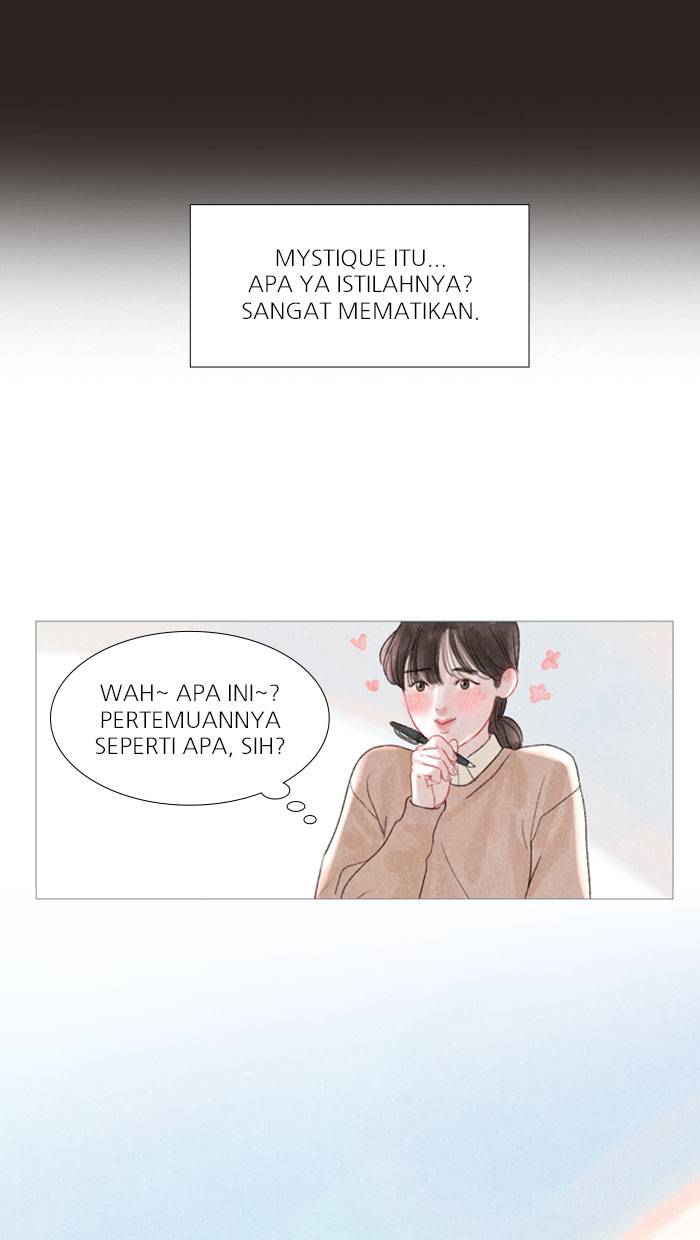 MYSTIQUE ITU...
APA YA ISTILAHNYA?
SANGAT MEMATIKAN.
WAH~ APA INI~?
PERTEMUANNYA
SEPERTI APA, SIH?